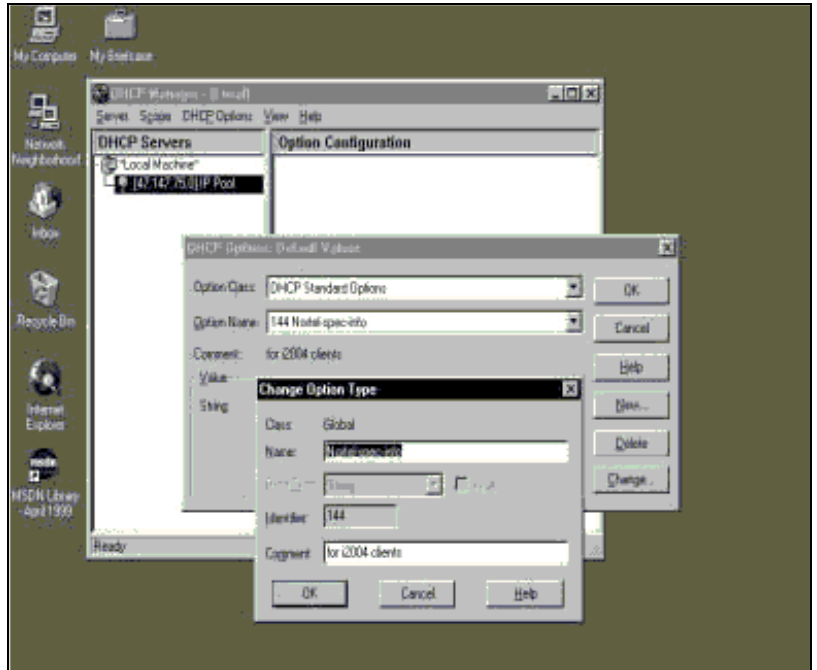 My Computer
My Briefcase
Network
Neighborhood
Inbox
Recycle Bin
Internet
Explorer
MSDN Library
- April 1999
DHCP Manager - (Local)
Server Scope DHCP Options View Help
DHCP Servers
Option Configuration
*Local Machine*
[47.147.75.0] IP Pool
Ready
DHCP Options: Default Values
Option Class: DHCP Standard Options
Option Name: 144 Nortel-spec-info
Comment: for i2004 clients
Value
String
OK
Cancel
Help
New...
Delete
Change...
Change Option Type
Class: Global
Name: Nortel-spec-info
String
Identifier: 144
Comment: for i2004 clients
OK
Cancel
Help